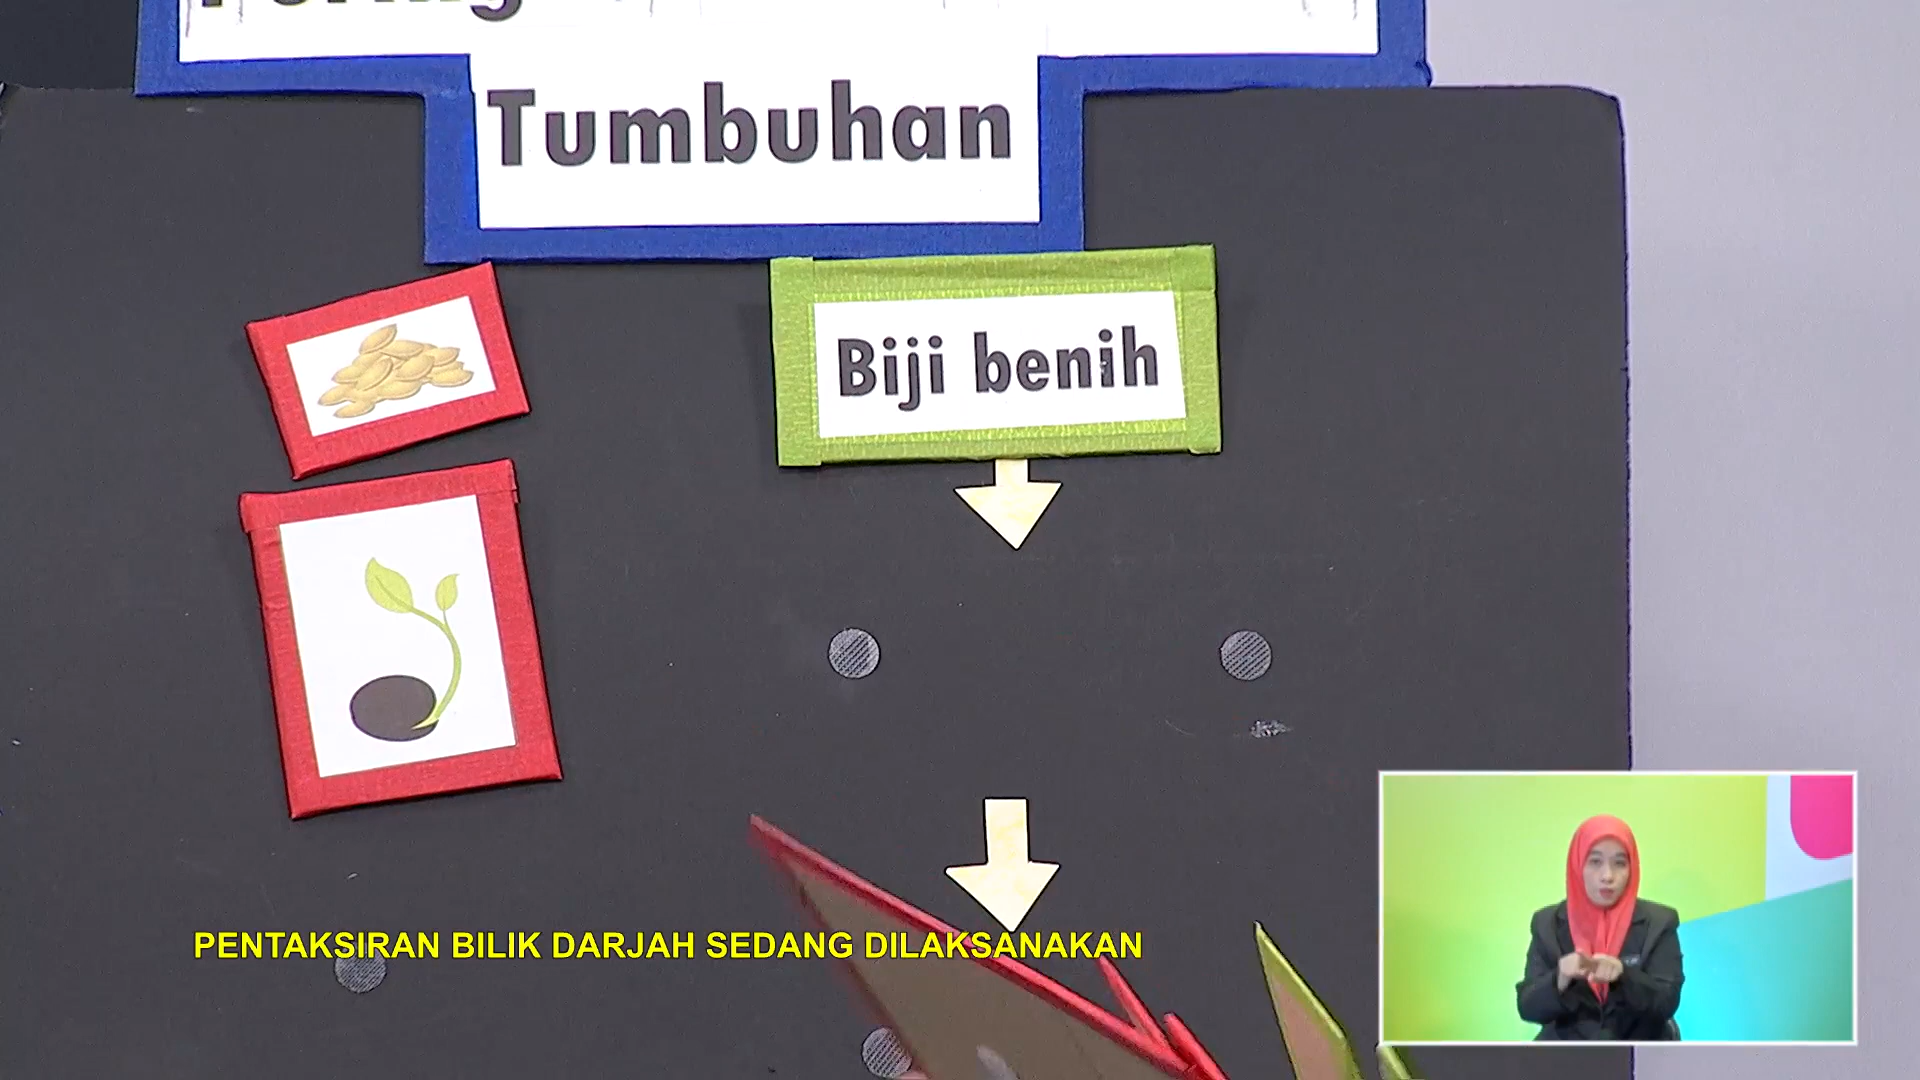 Tumbuhan
Biji benih
PENTAKSIRAN BILIK DARJAH SEDANG DILAKSANAKAN